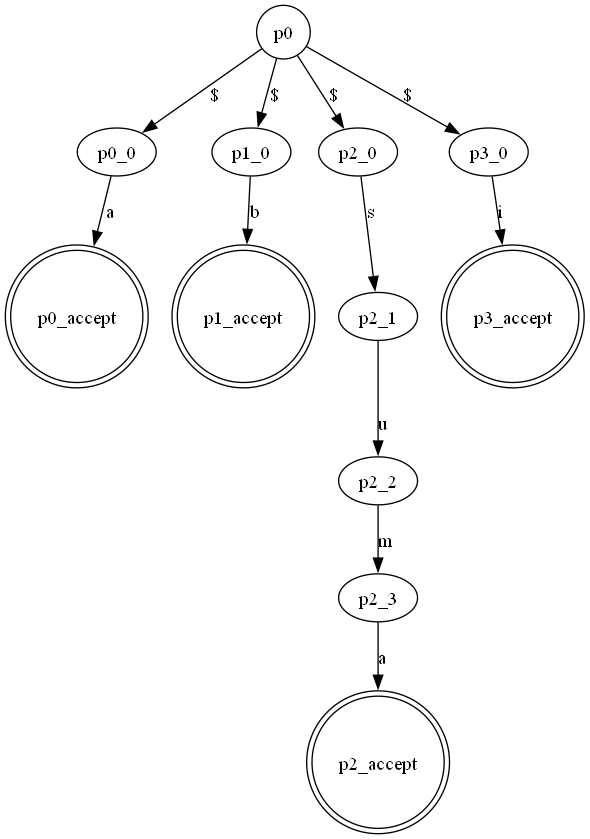 p0
$ $ $ $
p0_0 p1_0 p2_0 p3_0
a b s i
p0_accept p1_accept p2_1 p3_accept
u
p2_2
m
p2_3
a
p2_accept